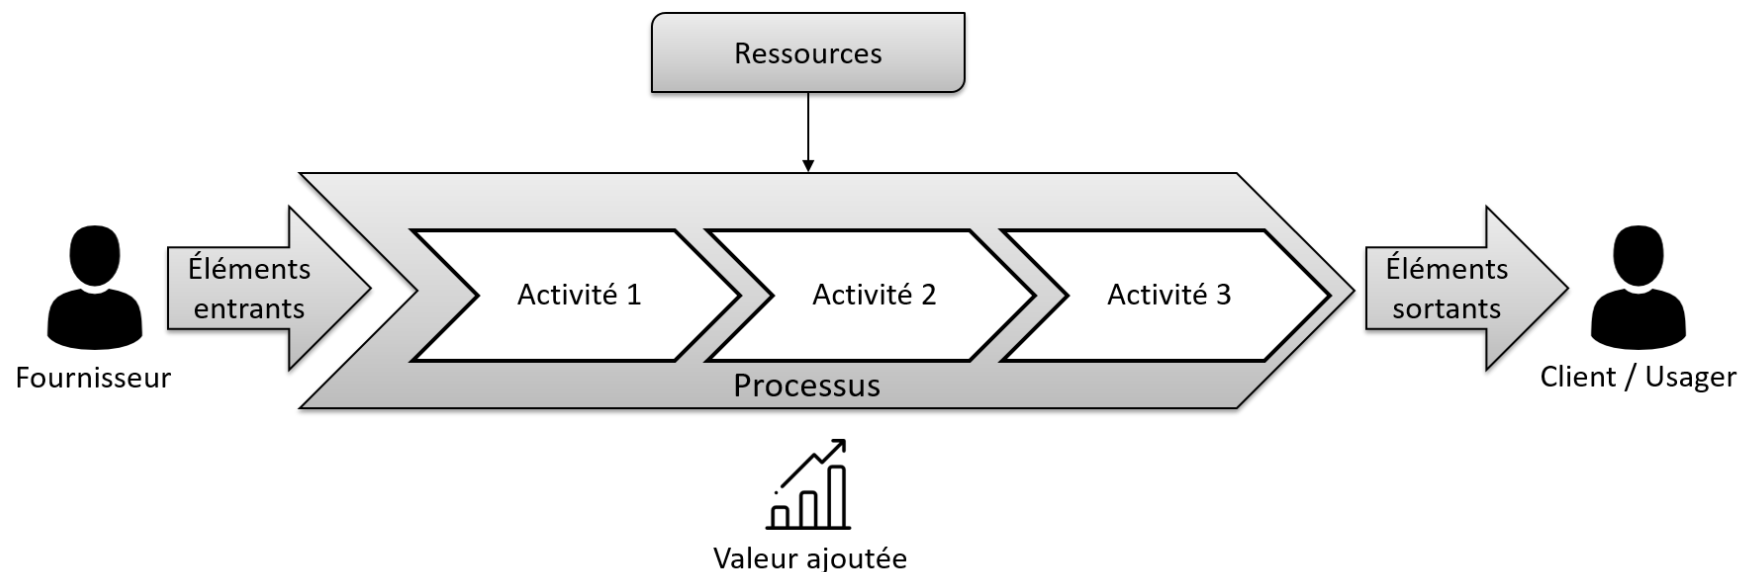 Ressources
Éléments
entrants
Activité 1
Activité 2
Activité 3
Éléments
sortants
Fournisseur
Processus
Client / Usager
Valeur ajoutée